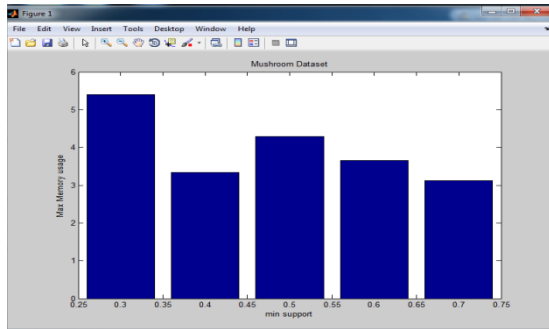 Figure 1
File Edit View Insert Tools Desktop Window Help
Mushroom Dataset
6
5
4
3
2
1
0
Max Memory usage
0.25 0.3 0.35 0.4 0.45 0.5 0.55 0.6 0.65 0.7 0.75
min support